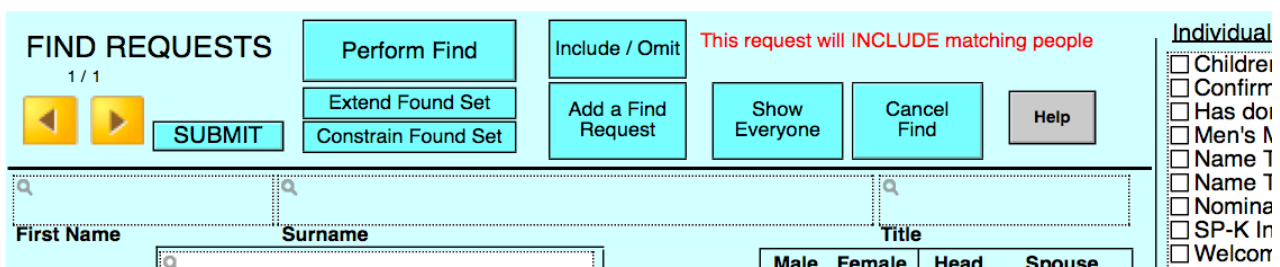 FIND REQUESTS
1 / 1
SUBMIT
Perform Find
Extend Found Set
Constrain Found Set
Include / Omit
Add a Find
Request
This request will INCLUDE matching people
Show
Everyone
Cancel
Find
Help
First Name
Surname
Title
Male Female Head Spouse
Individual
Children
Confirm
Has don
Men's M
Name T
Name T
Nomina
SP-K In
Welcom